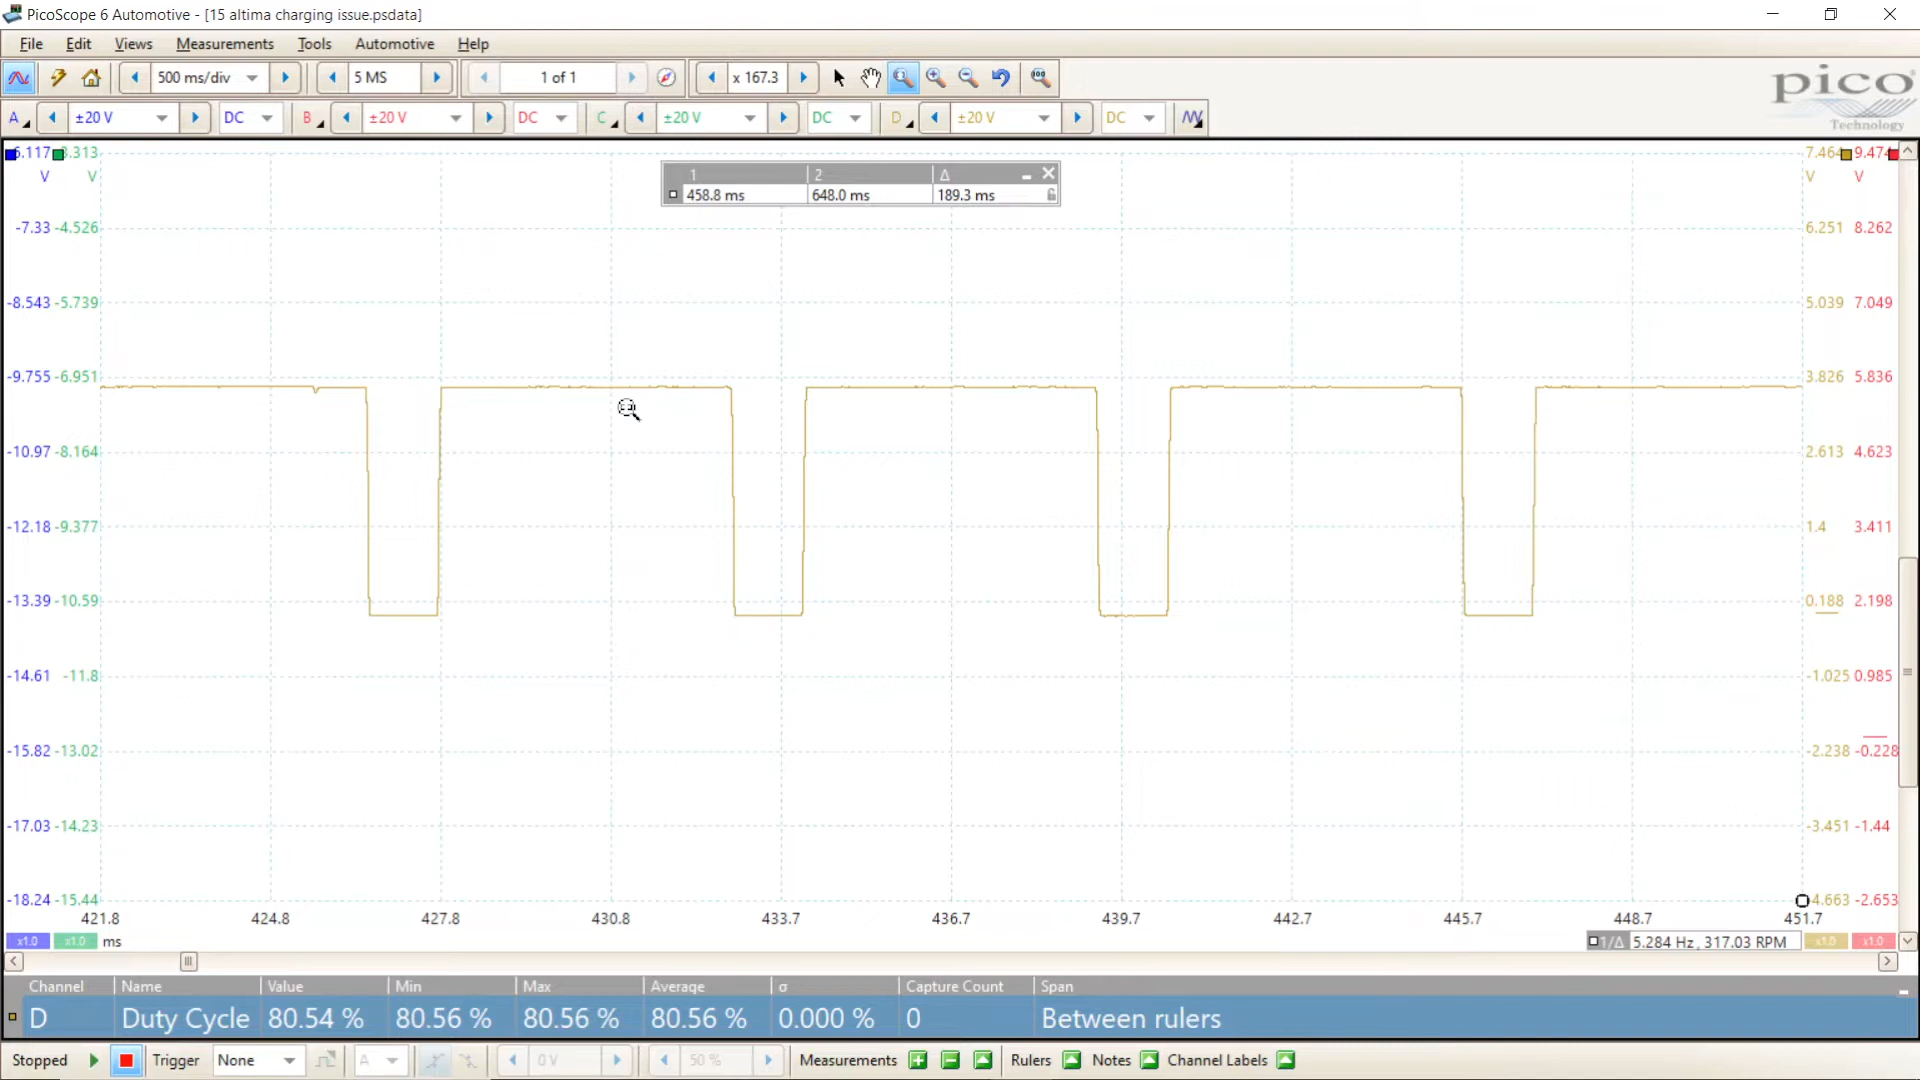 PicoScope 6 Automotive - [15 altima charging issue.psdata]
File Edit Views Measurements Tools Automotive Help
500 ms/div 5 MS 1 of 1 x 167.3
pico
Technology
A ±20 V DC B ±20 V DC C ±20 V DC D ±20 V DC
.117 .313 7.464 9.474
V V V V
1 2 Δ
458.8 ms 648.0 ms 189.3 ms
-7.33 -4.526 6.251 8.262
-8.543 -5.739 5.039 7.049
-9.755 -6.951 3.826 5.836
-10.97 -8.164 2.613 4.623
-12.18 -9.377 1.4 3.411
-13.39 -10.59 0.188 2.198
-14.61 -11.8 -1.025 0.985
-15.82 -13.02 -2.238 -0.228
-17.03 -14.23 -3.451 -1.44
-18.24 -15.44 4.663 -2.653
421.8 424.8 427.8 430.8 433.7 436.7 439.7 442.7 445.7 448.7 451.7
x1.0 x1.0 ms 1/Δ 5.284 Hz, 317.03 RPM x1.0 x1.0
Channel Name Value Min Max Average σ Capture Count Span
D Duty Cycle 80.54 % 80.56 % 80.56 % 80.56 % 0.000 % 0 Between rulers
Stopped Trigger None A 0 V 50 % Measurements Rulers Notes Channel Labels